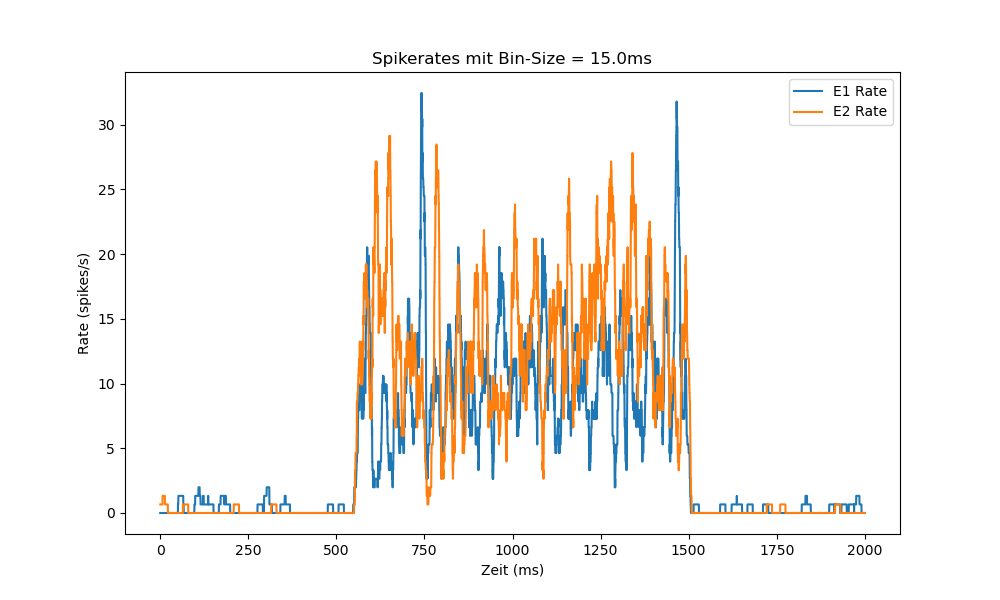 Spikerates mit Bin-Size = 15.0ms
E1 Rate
E2 Rate
Rate (spikes/s)
30
25
20
15
10
5
0
0 250 500 750 1000 1250 1500 1750 2000
Zeit (ms)